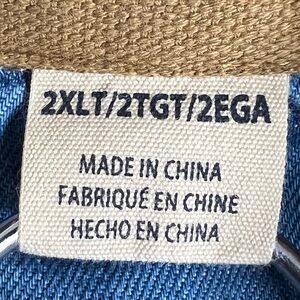 2XLT/2TGT/2EGA
MADE IN CHINA
FABRIQUÉ EN CHINE
HECHO EN CHINA